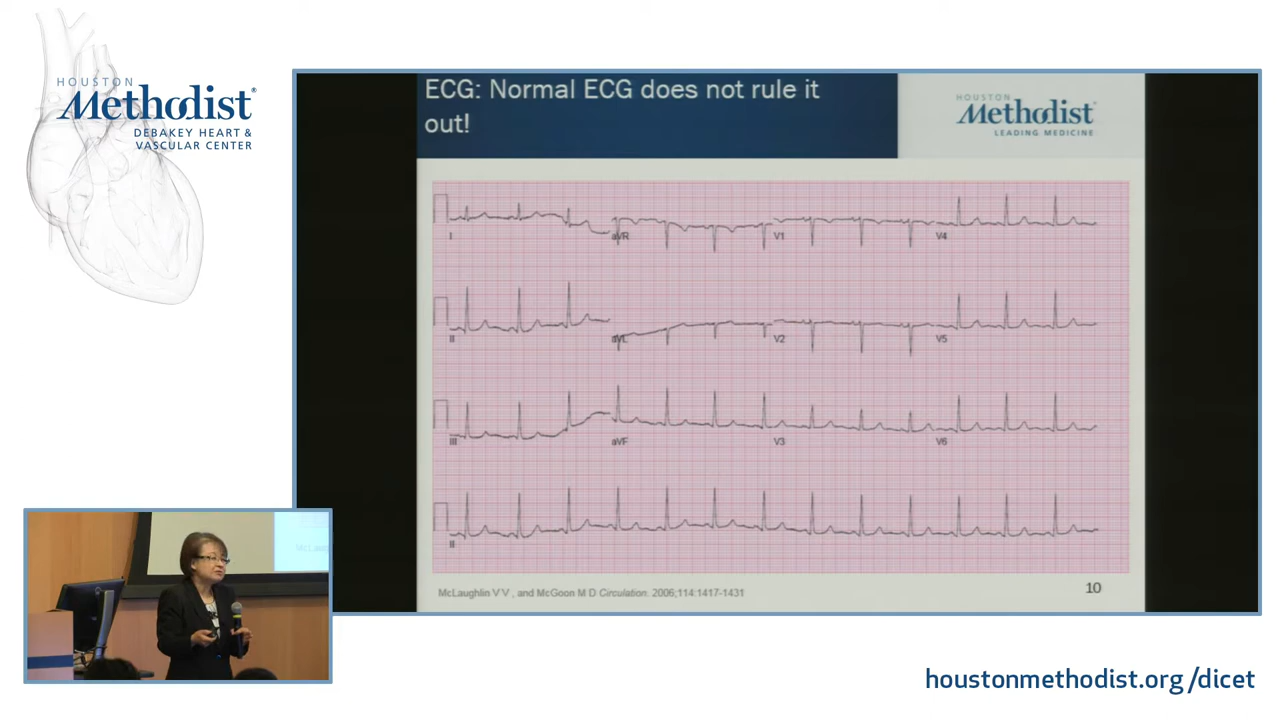 HOUSTON
Methodist®
DEBAKEY HEART &
VASCULAR CENTER
ECG: Normal ECG does not rule it
out!
HOUSTON
Methodist
LEADING MEDICINE
I
aVR
V1
V4
II
aVL
V2
V5
III
aVF
V3
V6
II
McLaughlin V V , and McGoon M D Circulation. 2006;114:1417-1431
10
McLaug
houstonmethodist.org/dicet